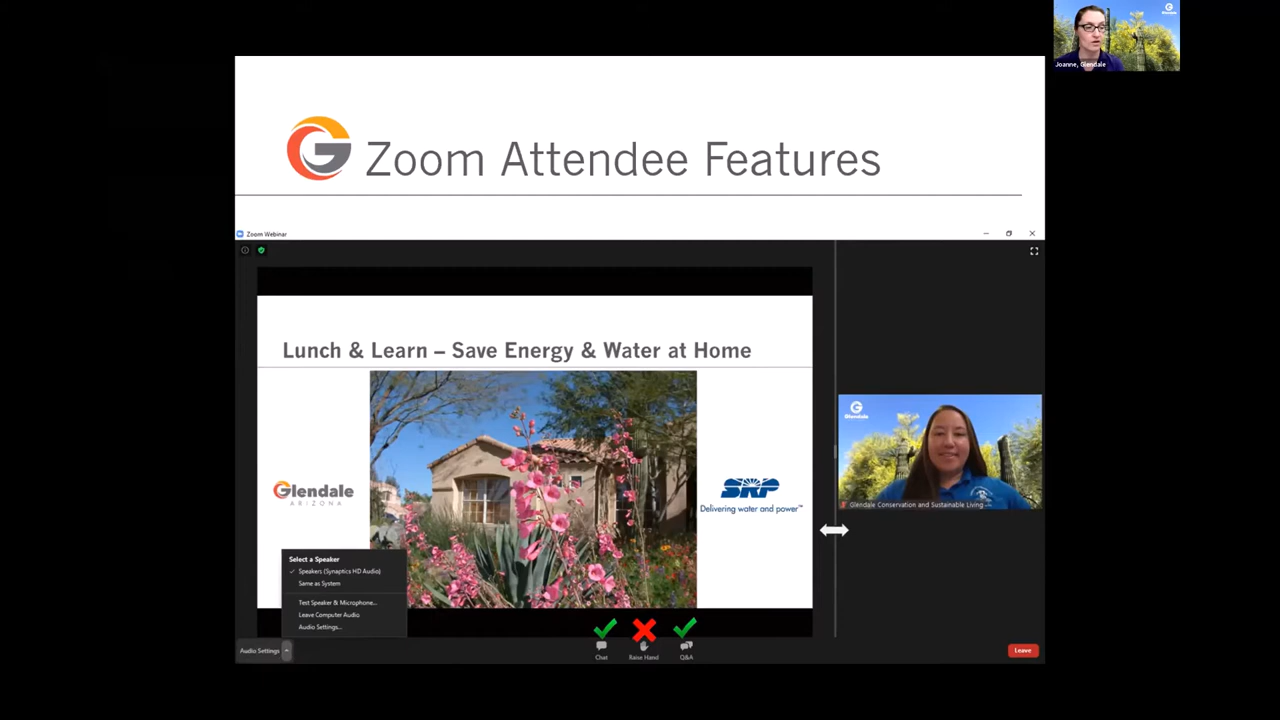 Joanne, Glendale
G Zoom Attendee Features
Zoom Webinar
Lunch & Learn – Save Energy & Water at Home
Glendale
ARIZONA
SRP
Delivering water and power™
Glendale
Glendale Conservation and Sustainable Living
Select a Speaker
Speakers (Synaptics HD Audio)
Same as System
Test Speaker & Microphone...
Leave Computer Audio
Audio Settings...
Audio Settings
Chat
Raise Hand
Q&A
Leave